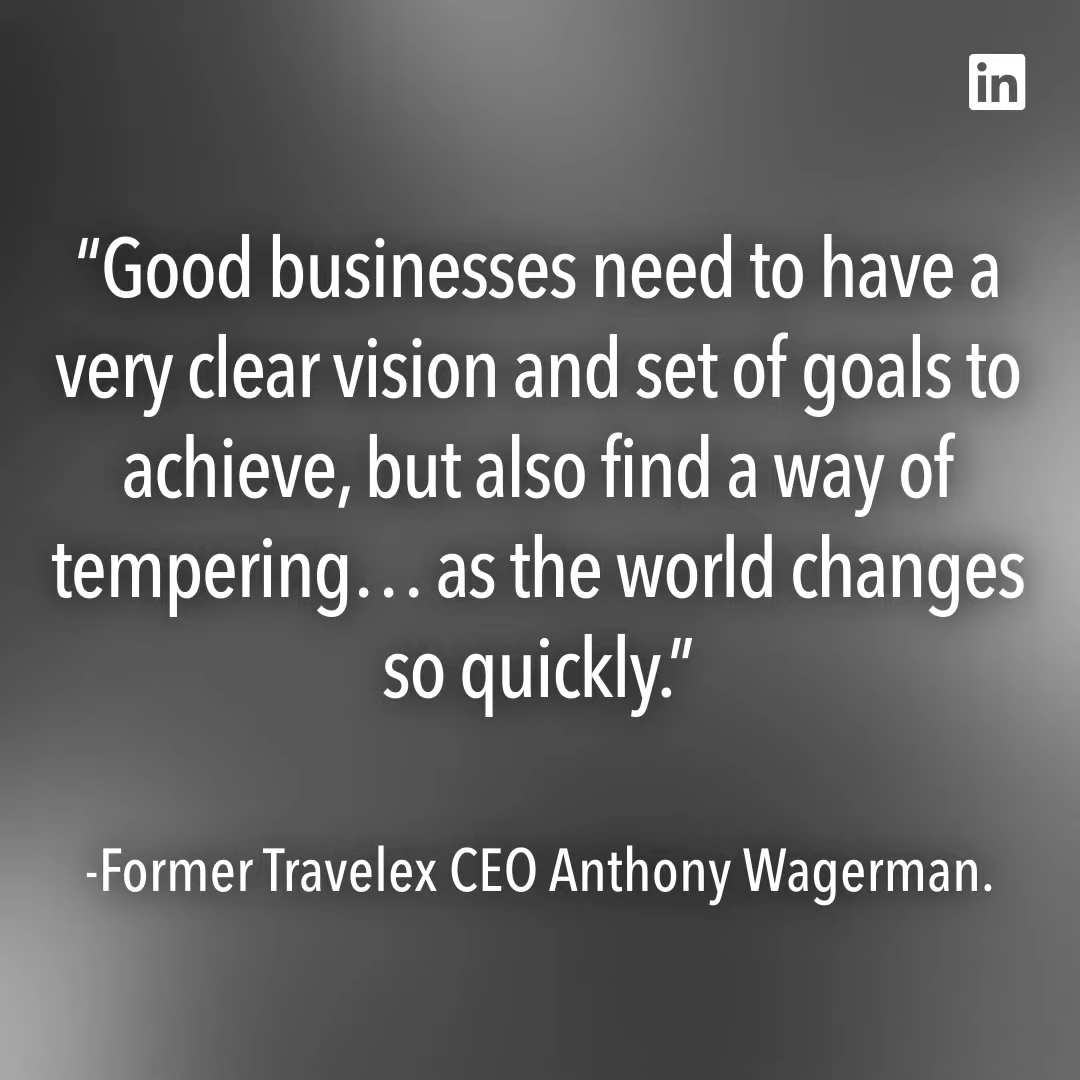 in
“Good businesses need to have a
very clear vision and set of goals to
achieve, but also find a way of
tempering… as the world changes
so quickly.”
-Former Travelex CEO Anthony Wagerman.